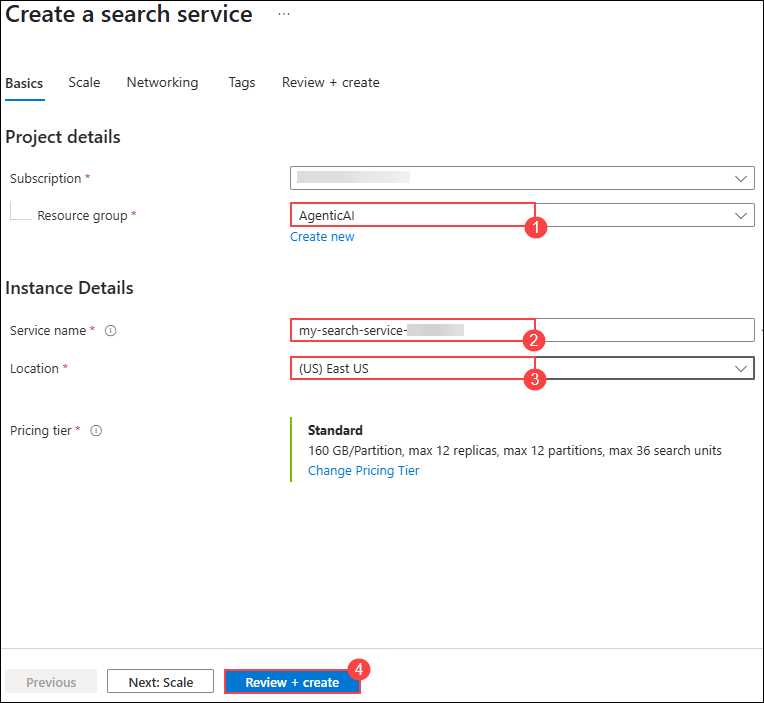 Create a search service ...
Basics Scale Networking Tags Review + create
Project details
Subscription *
Resource group * AgenticAI
1
Create new
Instance Details
Service name * my-search-service-
2
Location * (US) East US
3
Pricing tier * Standard
160 GB/Partition, max 12 replicas, max 12 partitions, max 36 search units
Change Pricing Tier
4
Previous Next: Scale Review + create